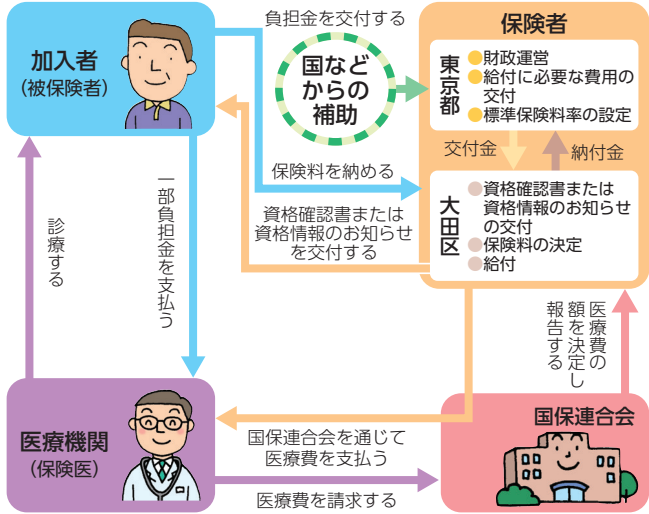 負担金を交付する
加入者
（被保険者）
国など
からの
補助
保険者
東京都
●財政運営
●給付に必要な費用の
交付
●標準保険料率の設定
交付金
納付金
大田区
●資格確認書または
資格情報のお知らせ
の交付
●保険料の決定
●給付
保険料を納める
資格確認書または
資格情報のお知らせ
を交付する
診療する
一部負担金を支払う
医療費の
額を決定し
報告する
医療機関
（保険医）
国保連合会を通じて
医療費を支払う
医療費を請求する
国保連合会